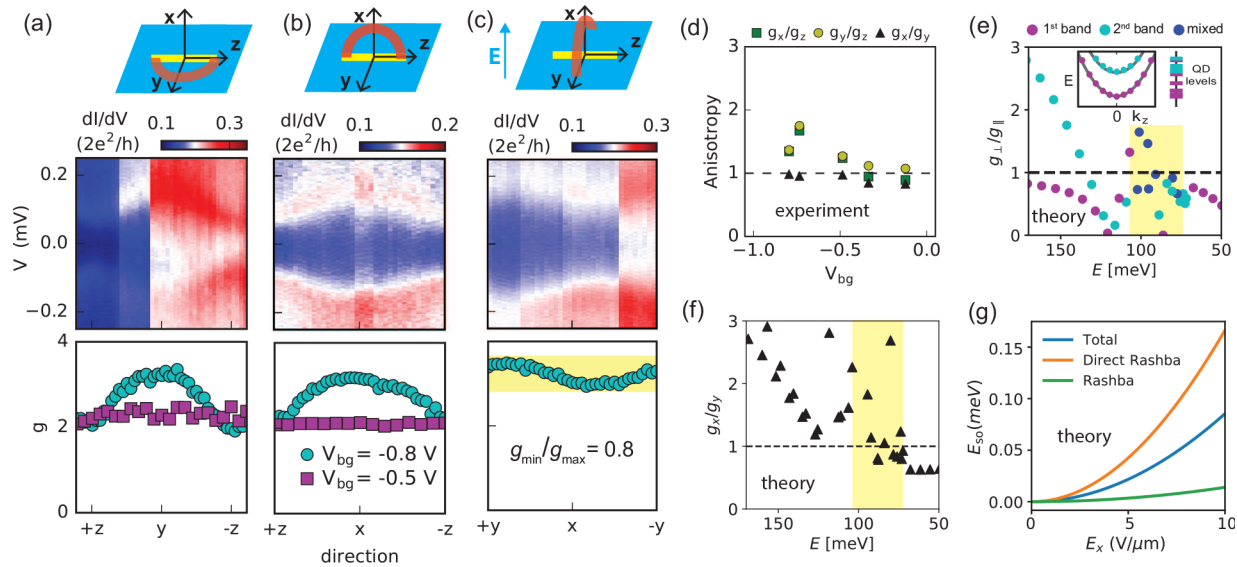 (a)
x
z
y
dI/dV
(2e²/h)
0.1 0.3
V (mV)
0.2
0.0
−0.2
g
4
2
0
+z y -z
(b)
x
z
y
dI/dV
(2e²/h)
0.1 0.2
V_bg = -0.8 V
V_bg = -0.5 V
+z x -z
direction
(c)
E
x
z
y
dI/dV
(2e²/h)
0.1 0.3
g_min/g_max = 0.8
+y x -y
(d)
g_x/g_z g_y/g_z g_x/g_y
Anisotropy
3
2
1
0
experiment
−1.0 −0.5 0.0
V_bg
(e)
1st band 2nd band mixed
g_⊥/g_∥
3
2
1
0
E
0 k_z
QD
levels
theory
150 100 50
E [meV]
(f)
g_x/g_y
3
2
1
0
theory
150 100 50
E [meV]
(g)
E_so(meV)
0.15
0.10
0.05
0.00
Total
Direct Rashba
Rashba
theory
0 5 10
E_x (V/μm)